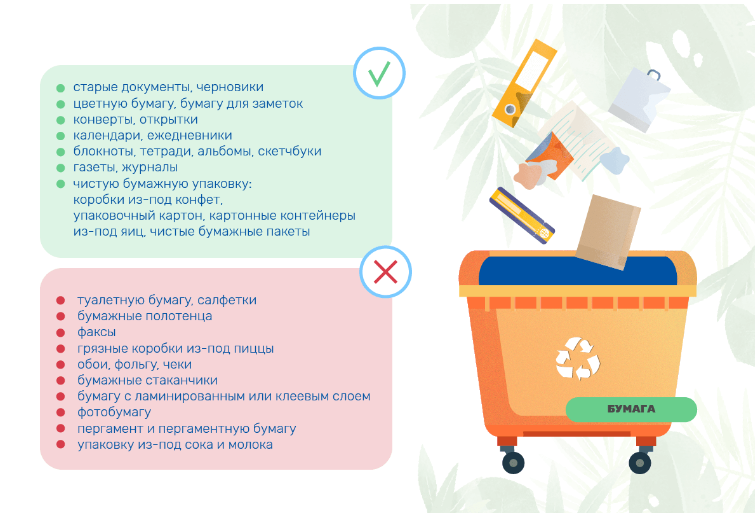 старые документы, черновики
цветную бумагу, бумагу для заметок
конверты, открытки
календари, ежедневники
блокноты, тетради, альбомы, скетчбуки
газеты, журналы
чистую бумажную упаковку:
коробки из-под конфет,
упаковочный картон, картонные контейнеры
из-под яиц, чистые бумажные пакеты
туалетную бумагу, салфетки
бумажные полотенца
факсы
грязные коробки из-под пиццы
обои, фольгу, чеки
бумажные стаканчики
бумагу с ламинированным или клеевым слоем
фотобумагу
пергамент и пергаментную бумагу
упаковку из-под сока и молока
БУМАГА